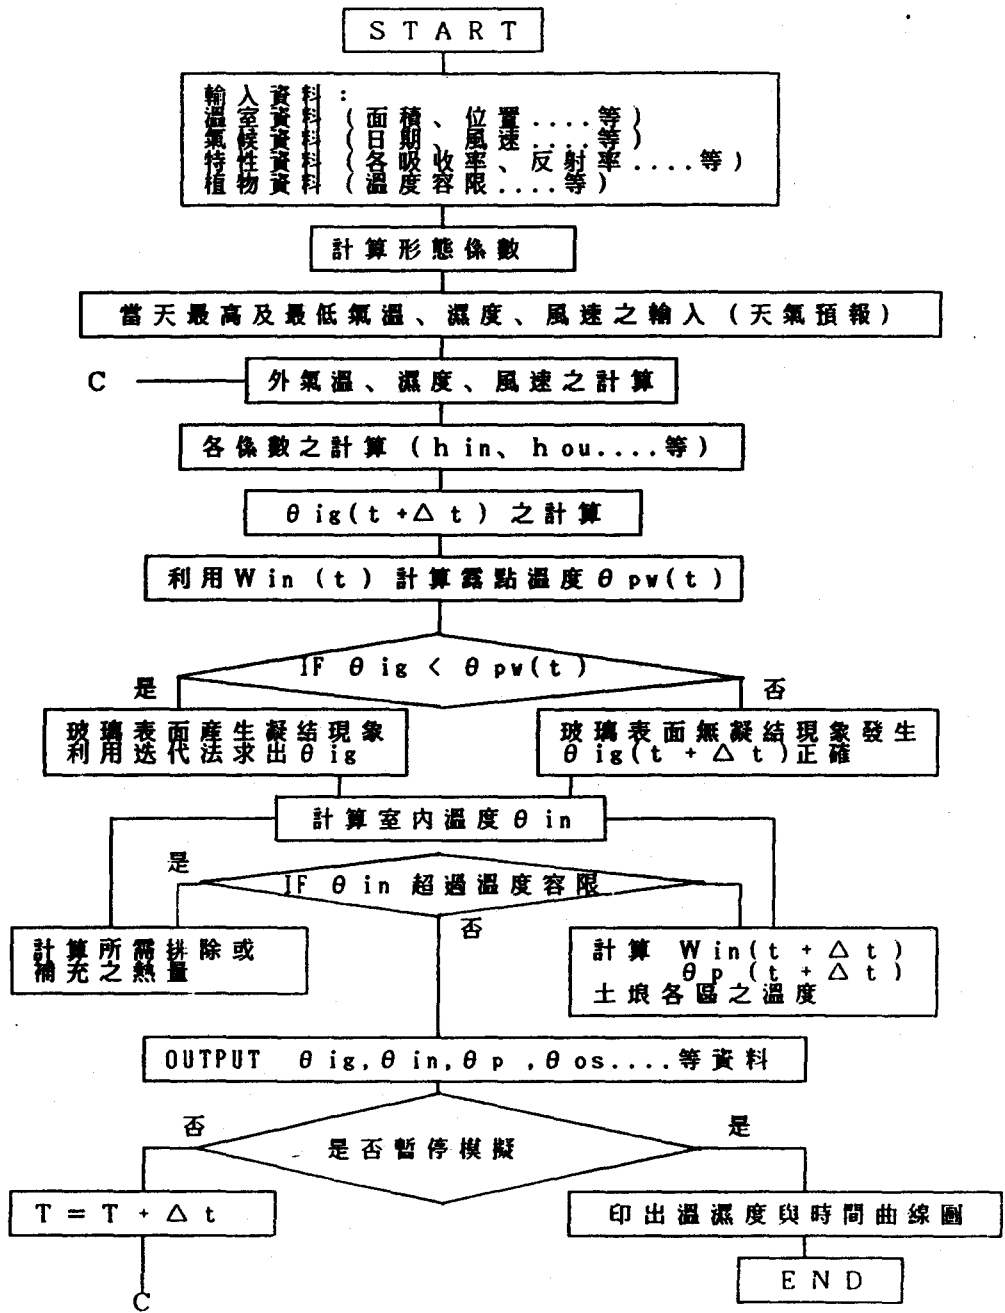 START
輸入資料:
溫室資料(面積、位置....等)
氣候資料(日期、風速....等)
特性資料(各吸收率、反射率....等)
植物資料(溫度容限....等)
計算形態係數
當天最高及最低氣溫、濕度、風速之輸入(天氣預報)
C
外氣溫、濕度、風速之計算
各係數之計算(h in、h ou....等)
θ ig(t +△ t) 之計算
利用W in (t) 計算露點溫度θ pw(t)
IF θ ig < θ pw(t)
是
否
玻璃表面產生凝結現象
利用迭代法求出θ ig
玻璃表面無凝結現象發生
θ ig(t + △ t)正確
計算室內溫度θ in
是
IF θ in 超過溫度容限
否
計算所需排除或
補充之熱量
計算 W in(t + △ t)
θ p (t + △ t)
土埌各區之溫度
OUTPUT θ ig,θ in,θ p ,θ os....等資料
否
是否暫停模擬
是
T = T + △ t
印出溫濕度與時間曲線圖
END
C